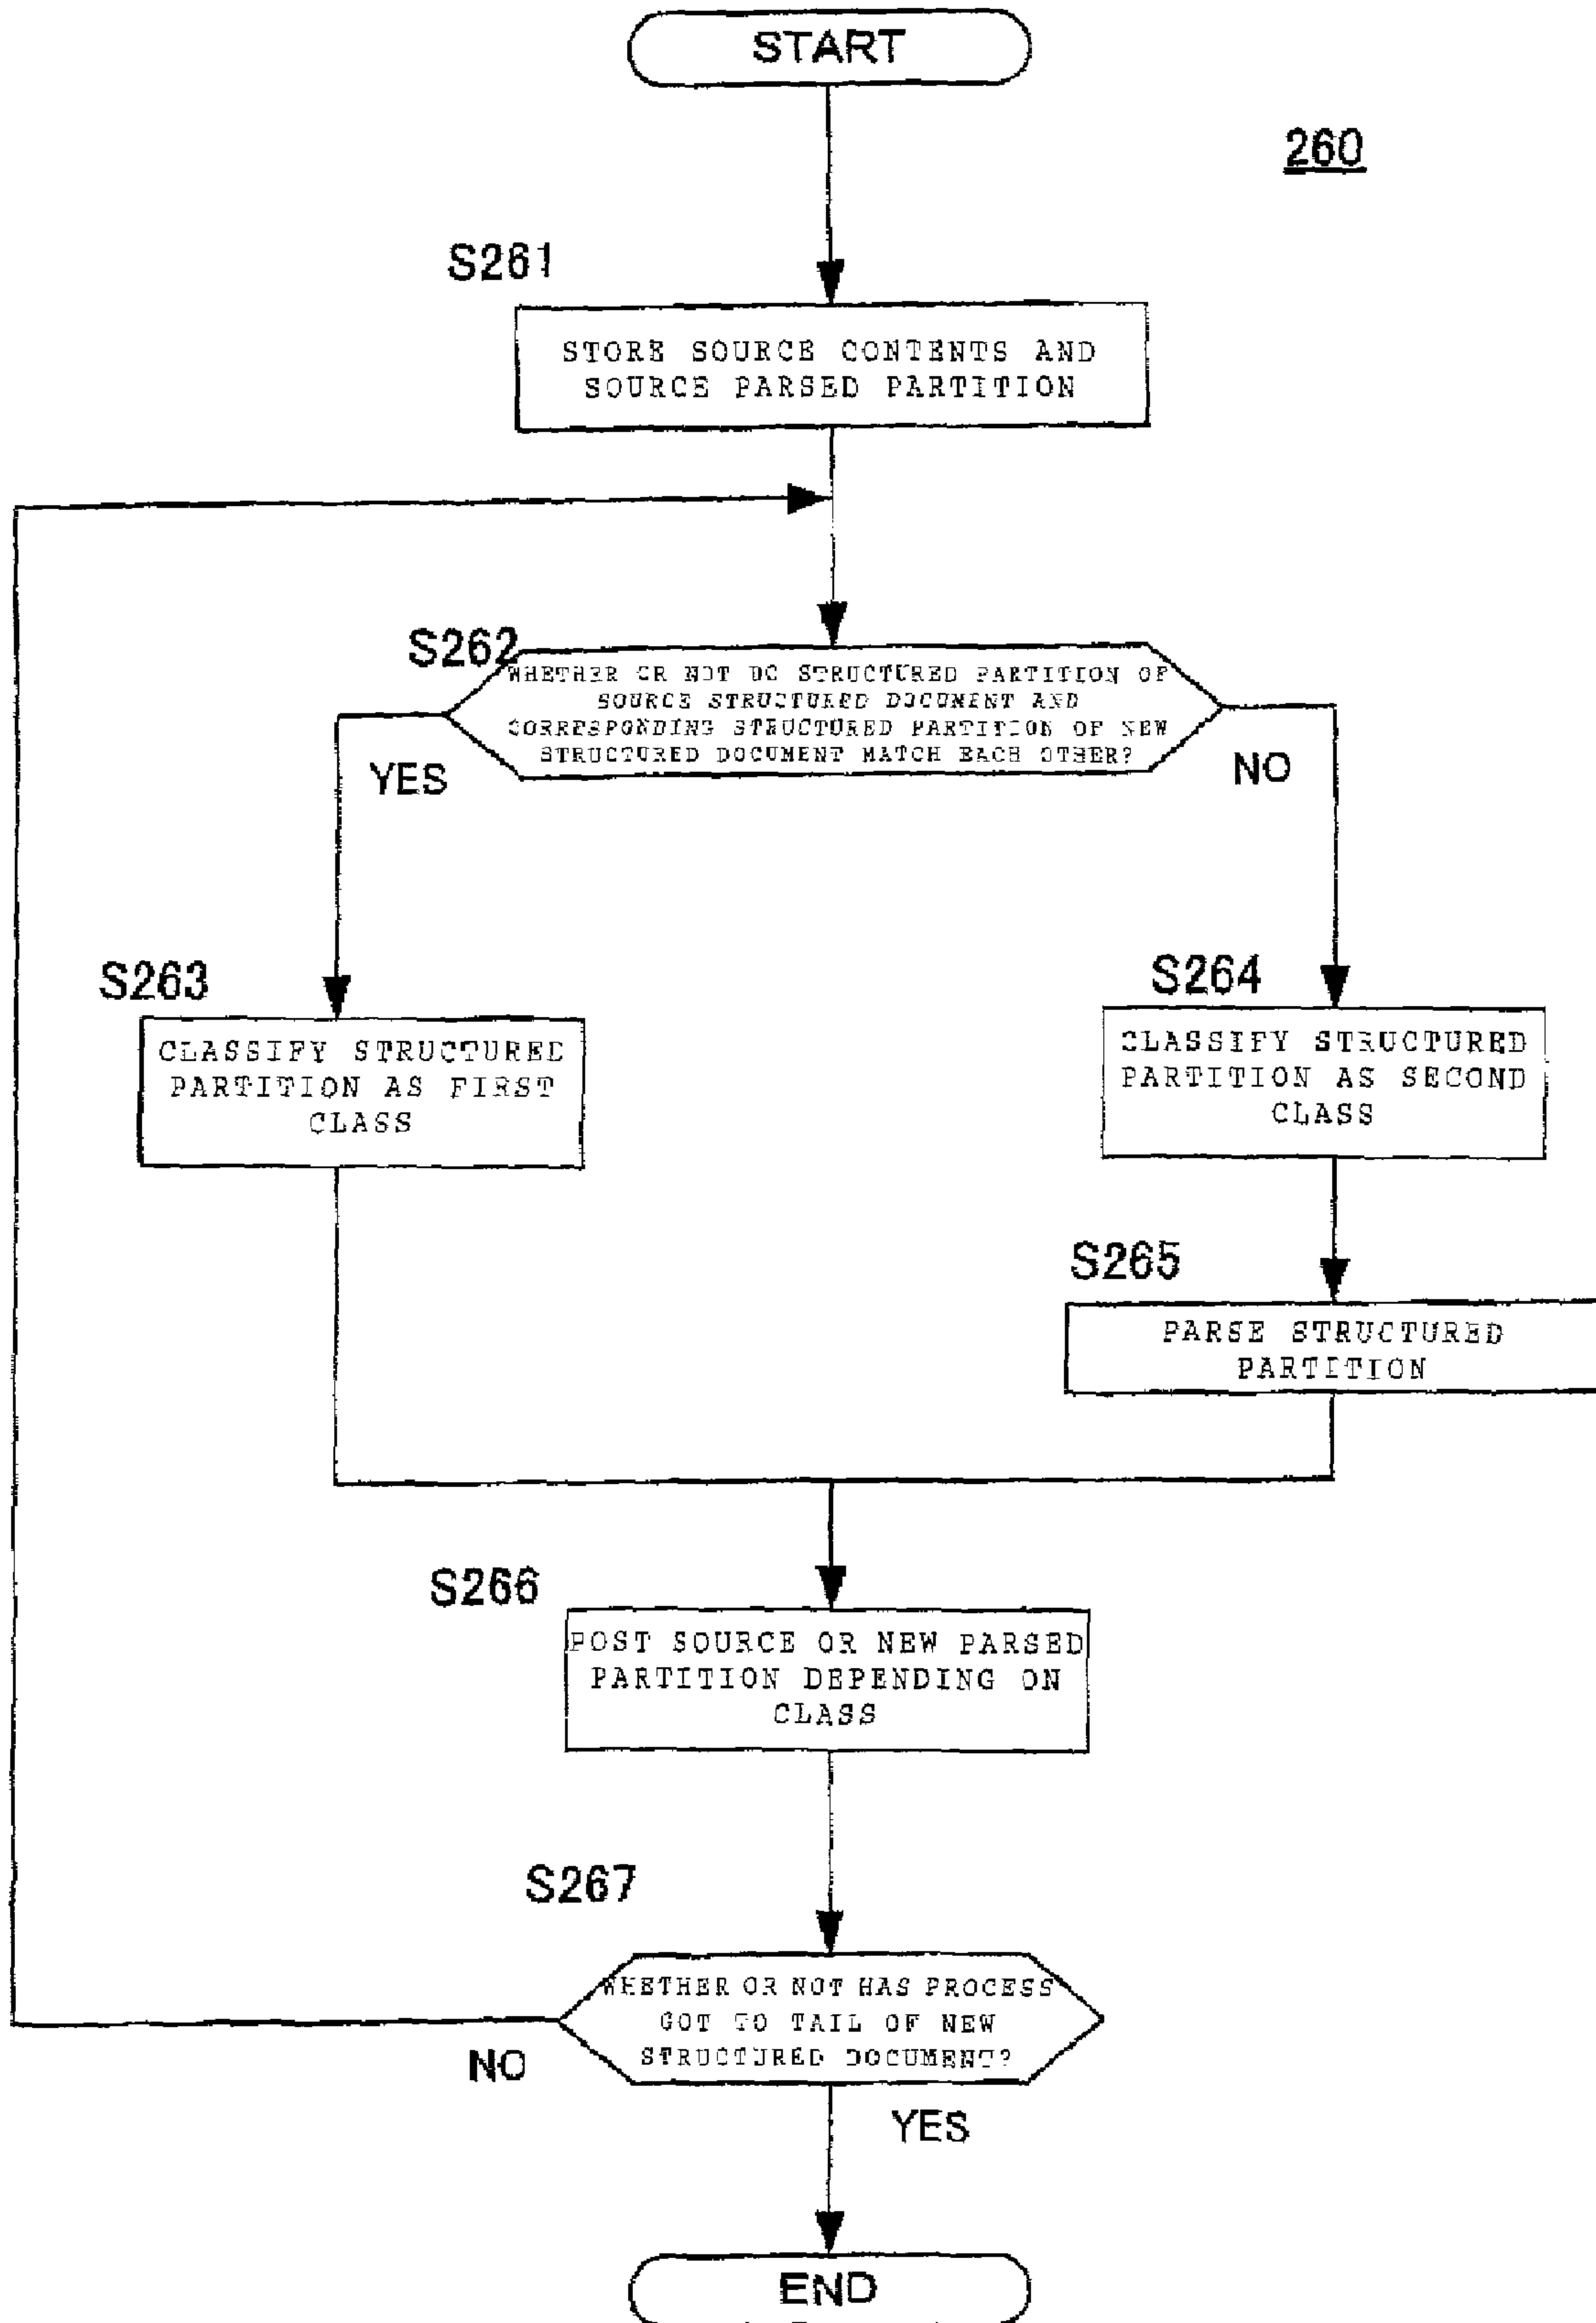 START
260
S261
STORE SOURCE CONTENTS AND
SOURCE PARSED PARTITION
S262
WHETHER OR NOT DO STRUCTURED PARTITION OF
SOURCE STRUCTURED DOCUMENT AND
CORRESPONDING STRUCTURED PARTITION OF NEW
STRUCTURED DOCUMENT MATCH EACH OTHER?
YES
NO
S263
CLASSIFY STRUCTURED
PARTITION AS FIRST
CLASS
S264
CLASSIFY STRUCTURED
PARTITION AS SECOND
CLASS
S265
PARSE STRUCTURED
PARTITION
S266
POST SOURCE OR NEW PARSED
PARTITION DEPENDING ON
CLASS
S267
WHETHER OR NOT HAS PROCESS
GOT TO TAIL OF NEW
STRUCTURED DOCUMENT?
NO
YES
END